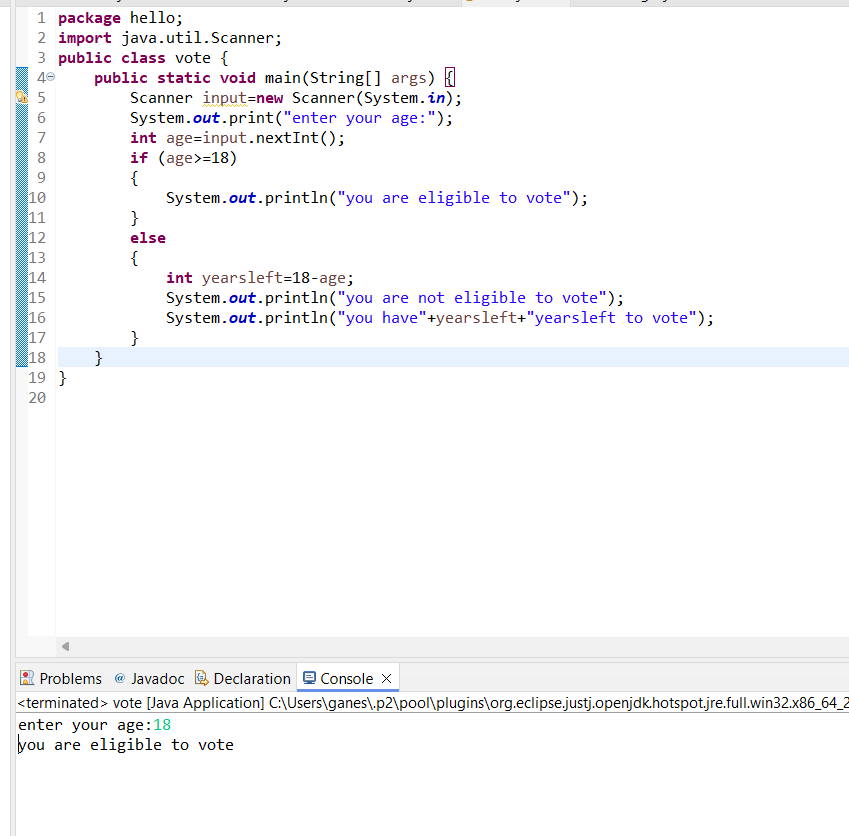 1 package hello;
2 import java.util.Scanner;
3 public class vote {
4 public static void main(String[] args) {
5 Scanner input=new Scanner(System.in);
6 System.out.print("enter your age:");
7 int age=input.nextInt();
8 if (age>=18)
9 {
10 System.out.println("you are eligible to vote");
11 }
12 else
13 {
14 int yearsleft=18-age;
15 System.out.println("you are not eligible to vote");
16 System.out.println("you have"+yearsleft+"yearsleft to vote");
17 }
18 }
19 }
20
Problems @ Javadoc Declaration Console
<terminated> vote [Java Application] C:\Users\ganes\.p2\pool\plugins\org.eclipse.justj.openjdk.hotspot.jre.full.win32.x86_64_2
enter your age:18
you are eligible to vote